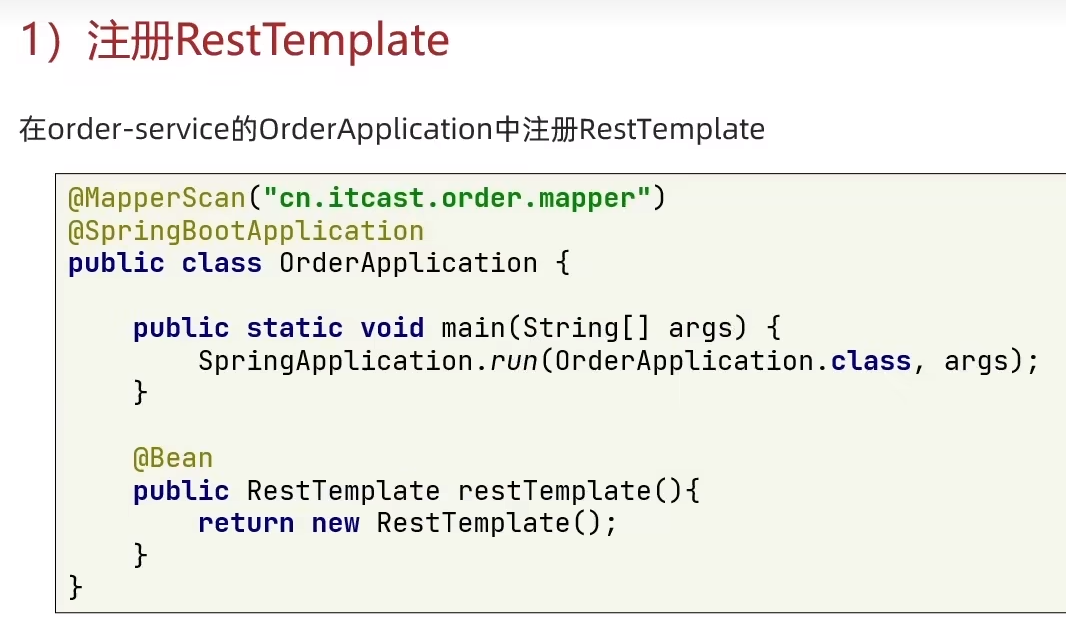 1）注册RestTemplate
在order-service的OrderApplication中注册RestTemplate
@MapperScan("cn.itcast.order.mapper")
@SpringBootApplication
public class OrderApplication {
public static void main(String[] args) {
SpringApplication.run(OrderApplication.class, args);
}
@Bean
public RestTemplate restTemplate(){
return new RestTemplate();
}
}